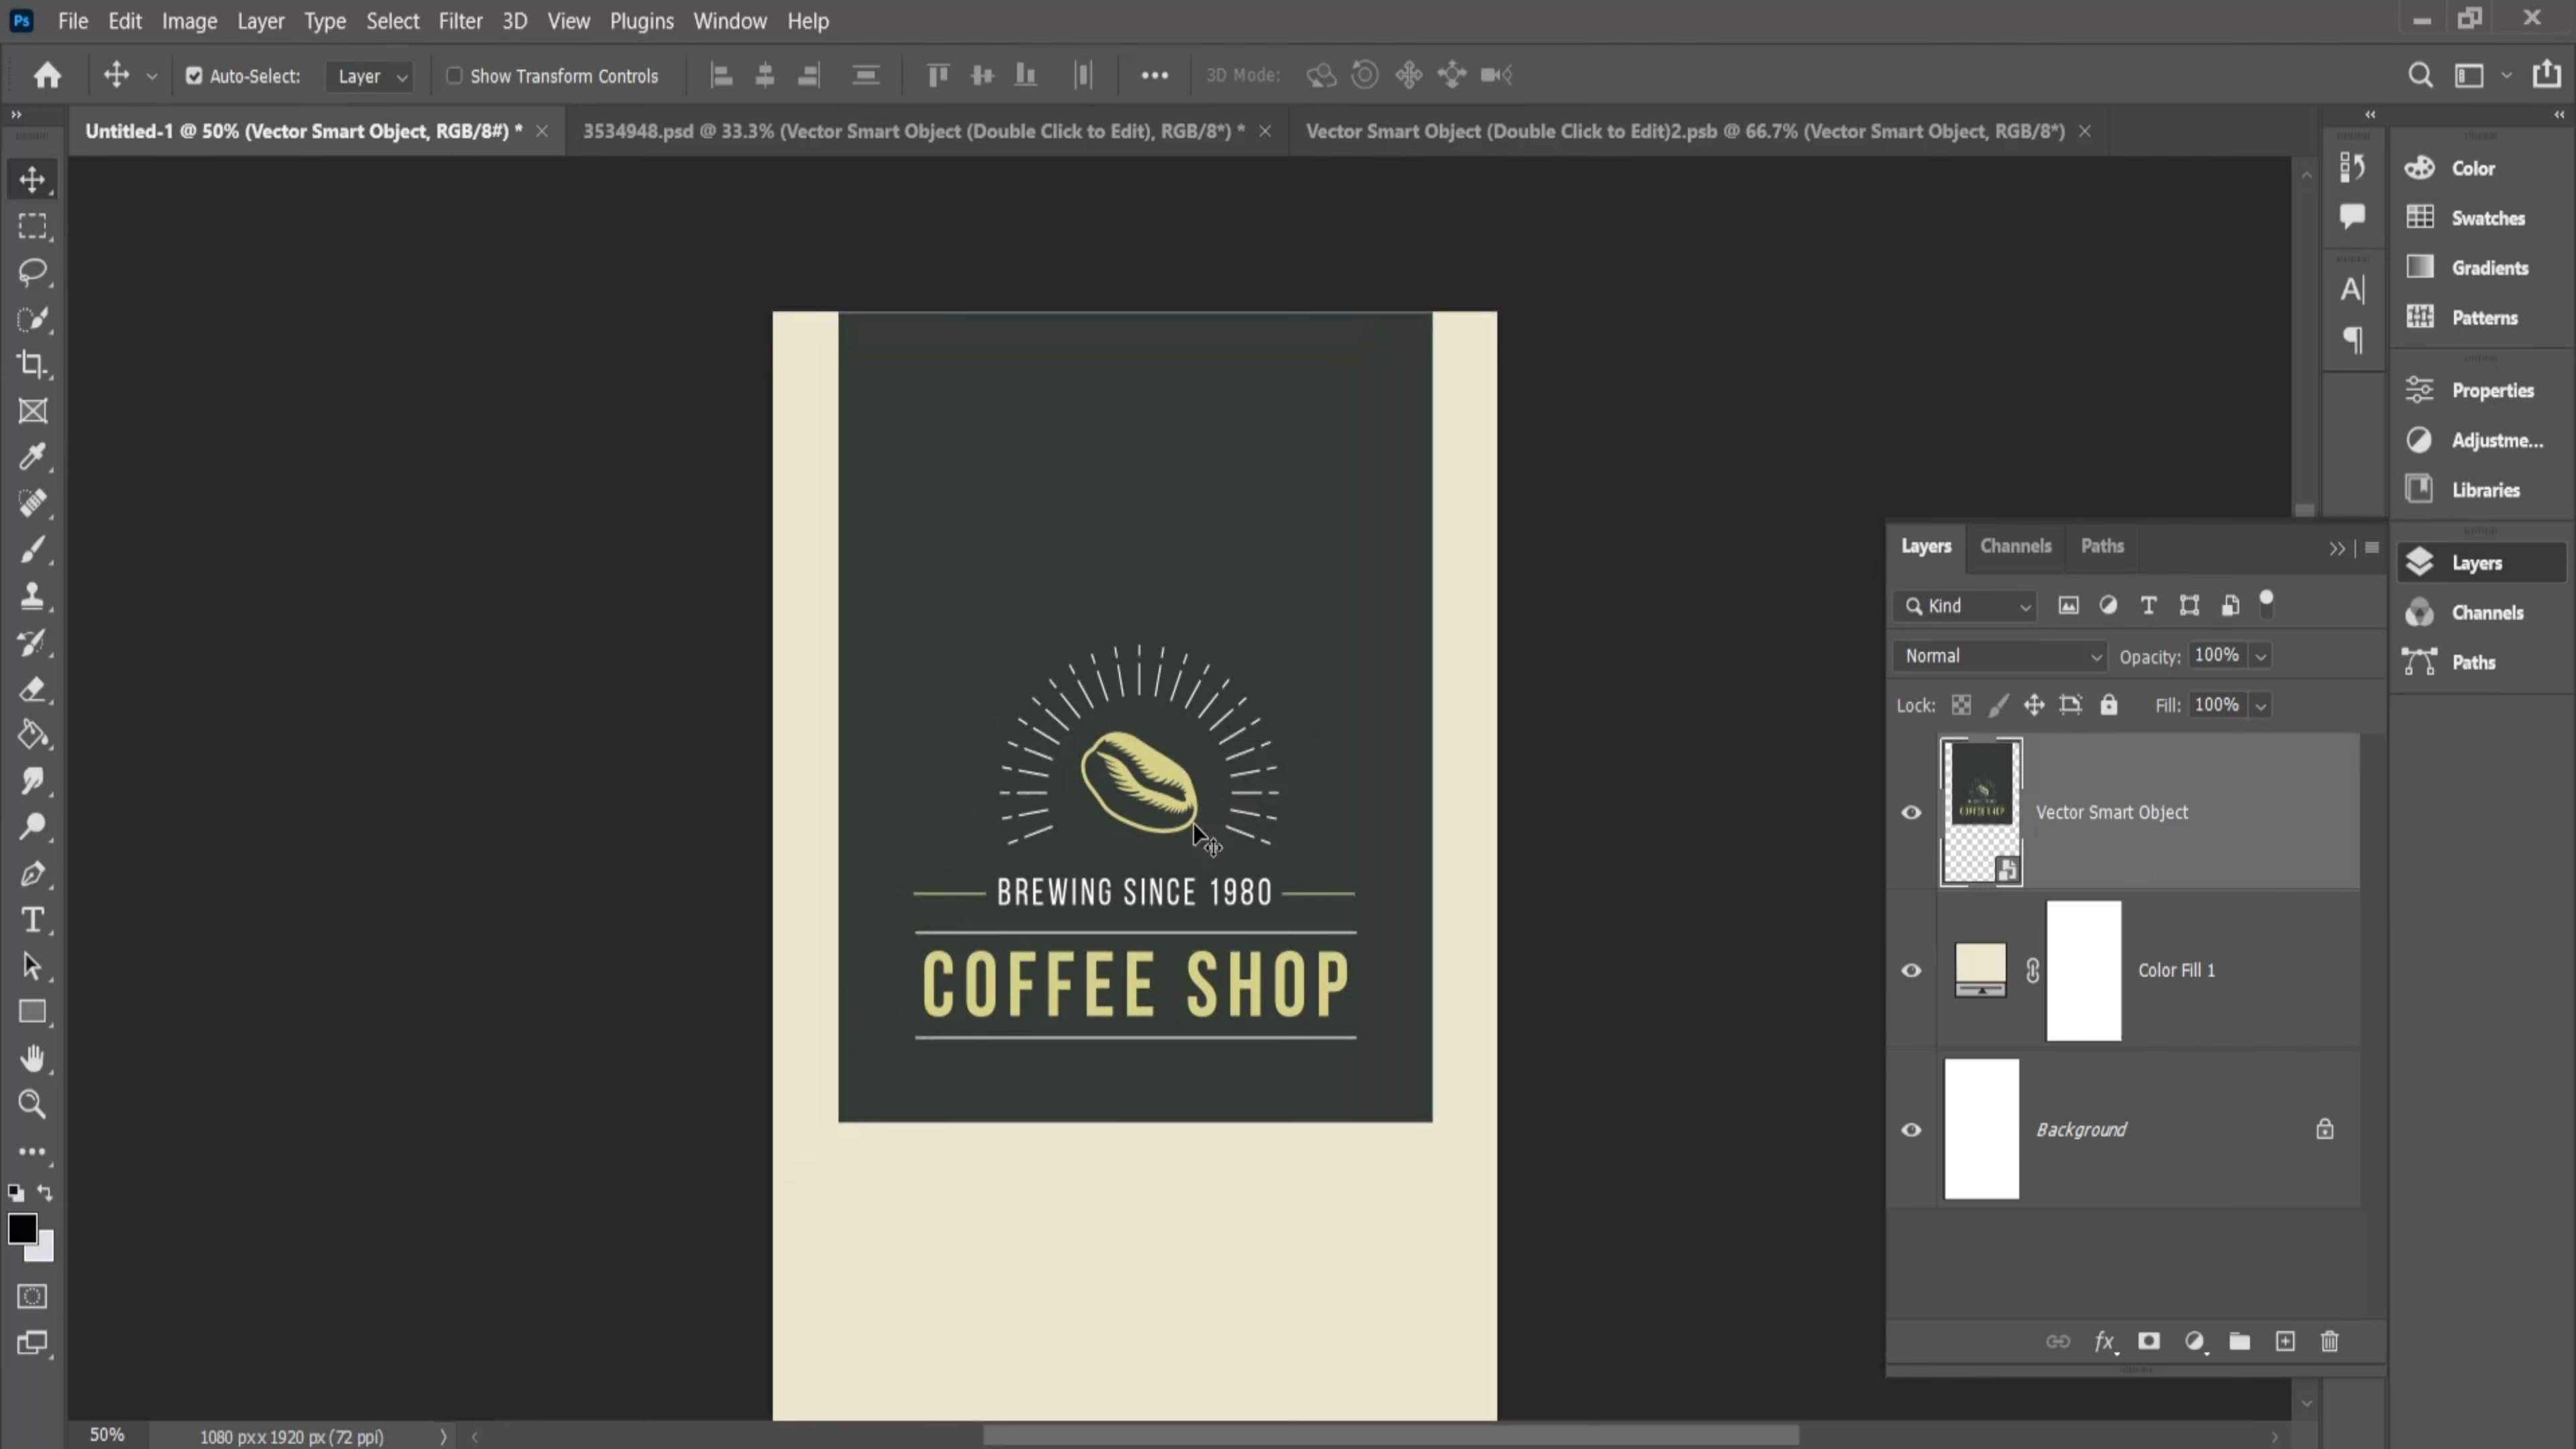 Ps File Edit Image Layer Type Select Filter 3D View Plugins Window Help
Auto-Select: Layer Show Transform Controls 3D Mode:
Untitled-1 @ 50% (Vector Smart Object, RGB/8#) * 3534948.psd @ 33.3% (Vector Smart Object (Double Click to Edit), RGB/8*) * Vector Smart Object (Double Click to Edit)2.psb @ 66.7% (Vector Smart Object, RGB/8*)
Color
Swatches
Gradients
Patterns
Properties
Adjustme...
Libraries
Layers
Channels
Paths
Layers Channels Paths
Kind
Normal Opacity: 100%
Lock: Fill: 100%
Vector Smart Object
Color Fill 1
Background
BREWING SINCE 1980
COFFEE SHOP
50% 1080 px x 1920 px (72 ppi)